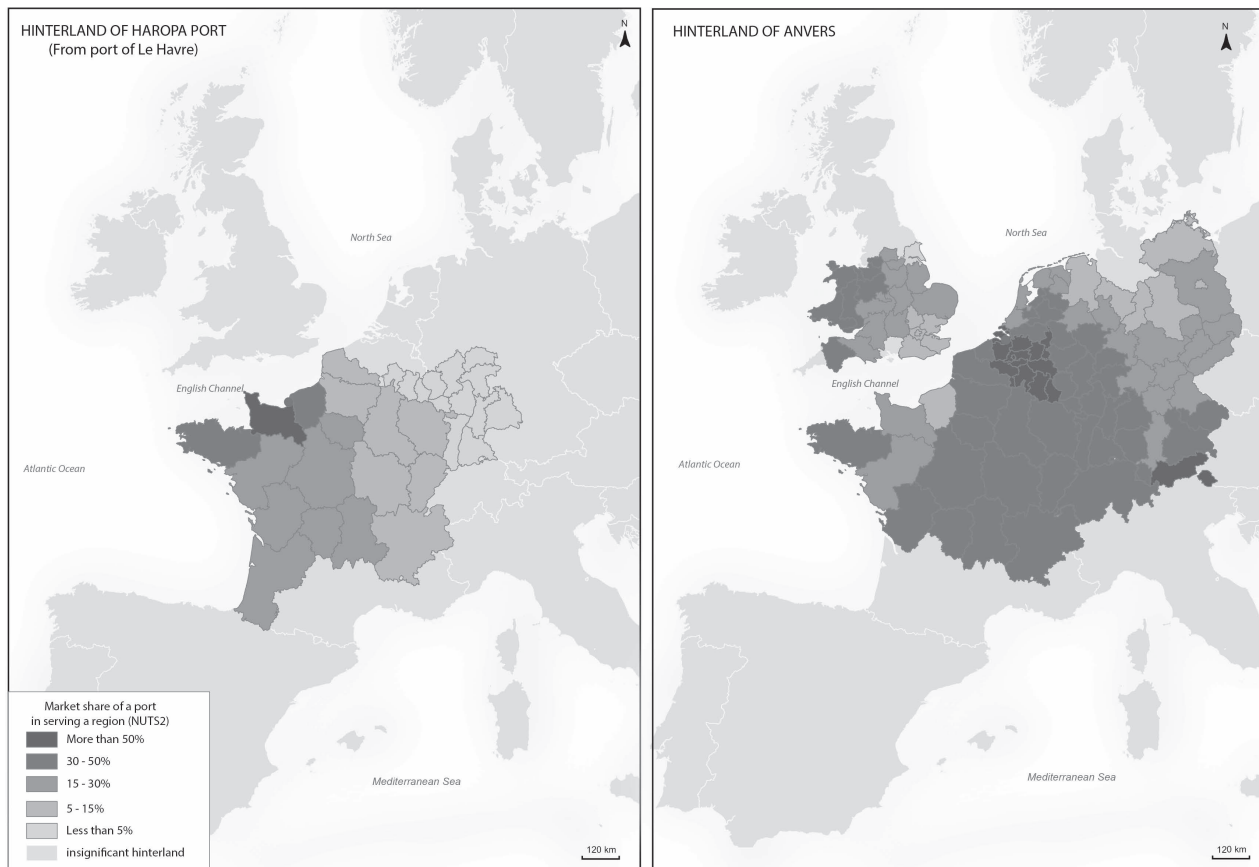 HINTERLAND OF HAROPA PORT
(From port of Le Havre)
N
North Sea
English Channel
Atlantic Ocean
Mediterranean Sea
Market share of a port
in serving a region (NUTS2)
More than 50%
30 - 50%
15 - 30%
5 - 15%
Less than 5%
insignificant hinterland
120 km
HINTERLAND OF ANVERS
N
North Sea
English Channel
Atlantic Ocean
Mediterranean Sea
120 km